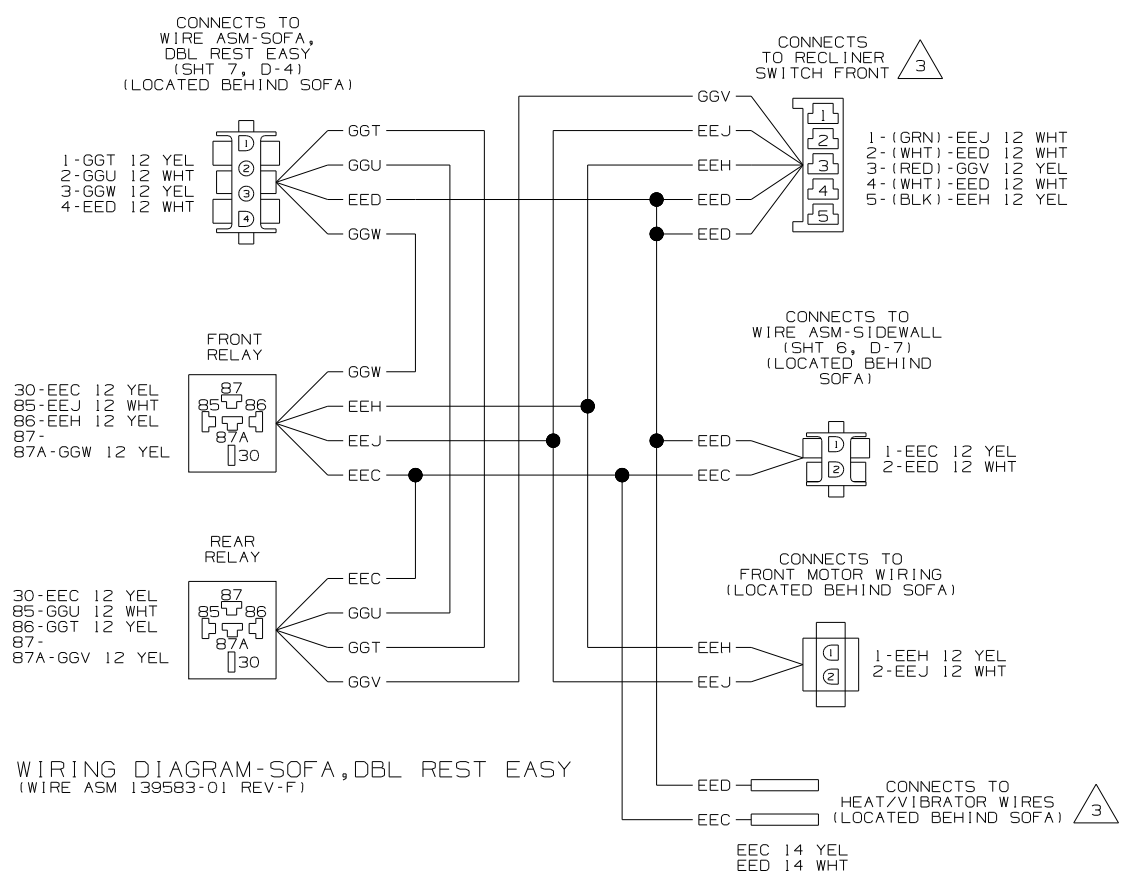 CONNECTS TO
WIRE ASM-SOFA,
DBL REST EASY
(SHT 7, D-4)
(LOCATED BEHIND SOFA)
1-GGT 12 YEL
2-GGU 12 WHT
3-GGW 12 YEL
4-EED 12 WHT
1
2
3
4
GGT
GGU
EED
GGW
CONNECTS
TO RECLINER
SWITCH FRONT
3
GGV
EEJ
EEH
EED
EED
1
2
3
4
5
1-(GRN)-EEJ 12 WHT
2-(WHT)-EED 12 WHT
3-(RED)-GGV 12 YEL
4-(WHT)-EED 12 WHT
5-(BLK)-EEH 12 YEL
FRONT
RELAY
30-EEC 12 YEL
85-EEJ 12 WHT
86-EEH 12 YEL
87-
87A-GGW 12 YEL
87
85 86
87A
30
GGW
EEH
EEJ
EEC
CONNECTS TO
WIRE ASM-SIDEWALL
(SHT 6, D-7)
(LOCATED BEHIND
SOFA)
EED
EEC
1
2
1-EEC 12 YEL
2-EED 12 WHT
REAR
RELAY
30-EEC 12 YEL
85-GGU 12 WHT
86-GGT 12 YEL
87-
87A-GGV 12 YEL
87
85 86
87A
30
EEC
GGU
GGT
GGV
CONNECTS TO
FRONT MOTOR WIRING
(LOCATED BEHIND SOFA)
EEH
EEJ
1
2
1-EEH 12 YEL
2-EEJ 12 WHT
WIRING DIAGRAM-SOFA,DBL REST EASY
(WIRE ASM 139583-01 REV-F)
EED
EEC
CONNECTS TO
HEAT/VIBRATOR WIRES
(LOCATED BEHIND SOFA)
3
EEC 14 YEL
EED 14 WHT